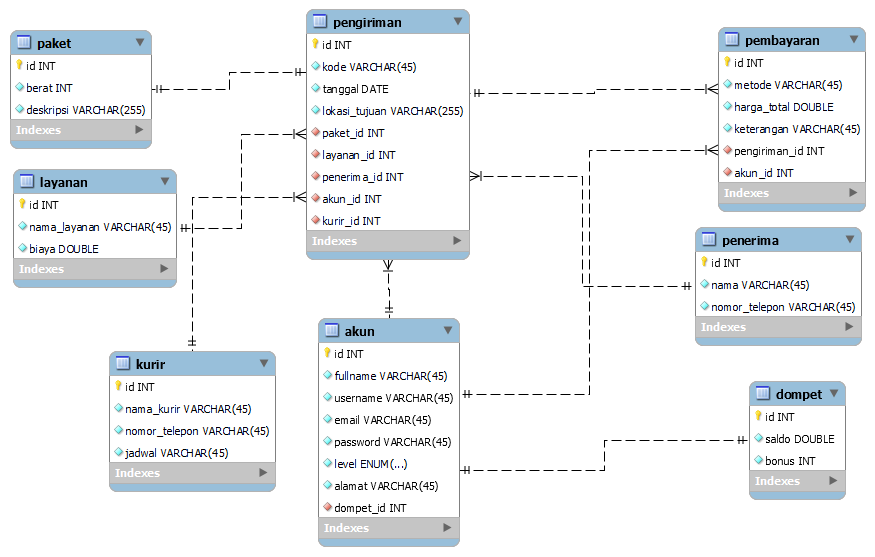 paket
id INT
berat INT
deskripsi VARCHAR(255)
Indexes
layanan
id INT
nama_layanan VARCHAR(45)
biaya DOUBLE
Indexes
kurir
id INT
nama_kurir VARCHAR(45)
nomor_telepon VARCHAR(45)
jadwal VARCHAR(45)
Indexes
pengiriman
id INT
kode VARCHAR(45)
tanggal DATE
lokasi_tujuan VARCHAR(255)
paket_id INT
layanan_id INT
penerima_id INT
akun_id INT
kurir_id INT
Indexes
akun
id INT
fullname VARCHAR(45)
username VARCHAR(45)
email VARCHAR(45)
password VARCHAR(45)
level ENUM(...)
alamat VARCHAR(45)
dompet_id INT
Indexes
pembayaran
id INT
metode VARCHAR(45)
harga_total DOUBLE
keterangan VARCHAR(45)
pengiriman_id INT
akun_id INT
Indexes
penerima
id INT
nama VARCHAR(45)
nomor_telepon VARCHAR(45)
Indexes
dompet
id INT
saldo DOUBLE
bonus INT
Indexes